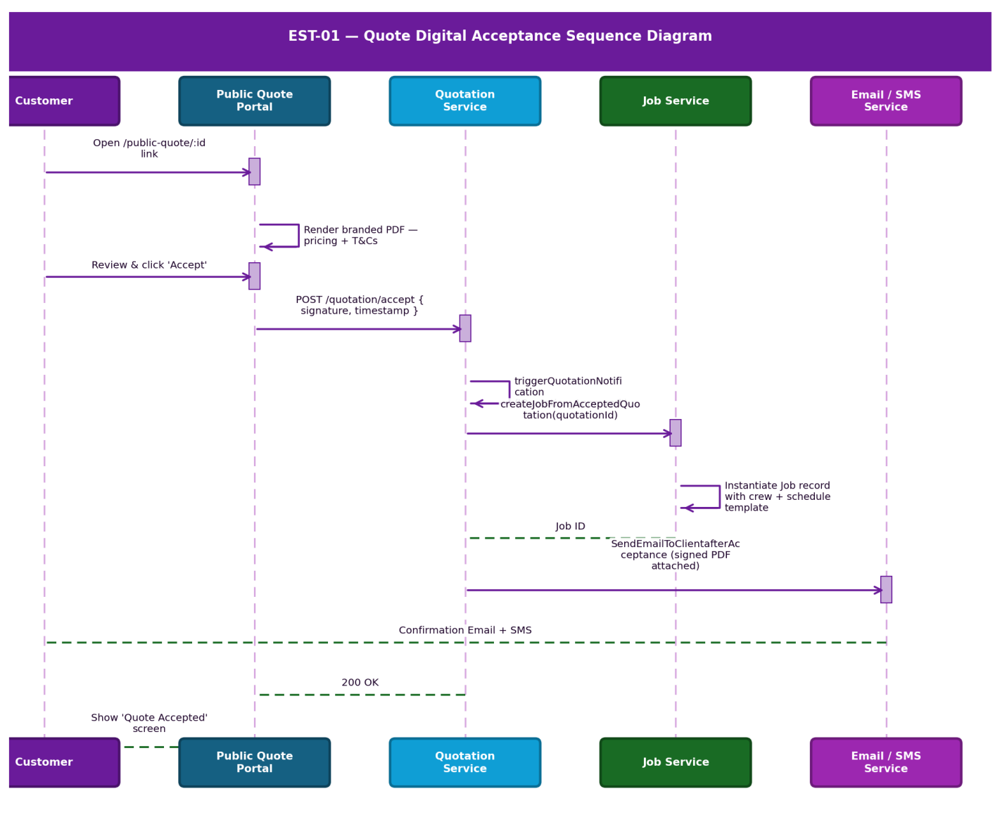 EST-01 — Quote Digital Acceptance Sequence Diagram
Customer
Public Quote
Portal
Quotation
Service
Job Service
Email / SMS
Service
Open /public-quote/:id
link
Render branded PDF —
pricing + T&Cs
Review & click 'Accept'
POST /quotation/accept {
signature, timestamp }
triggerQuotationNotifi
cation
createJobFromAcceptedQuo
tation(quotationId)
Instantiate Job record
with crew + schedule
template
Job ID
SendEmailToClientafterAc
ceptance (signed PDF
attached)
Confirmation Email + SMS
200 OK
Show 'Quote Accepted'
screen
Customer
Public Quote
Portal
Quotation
Service
Job Service
Email / SMS
Service